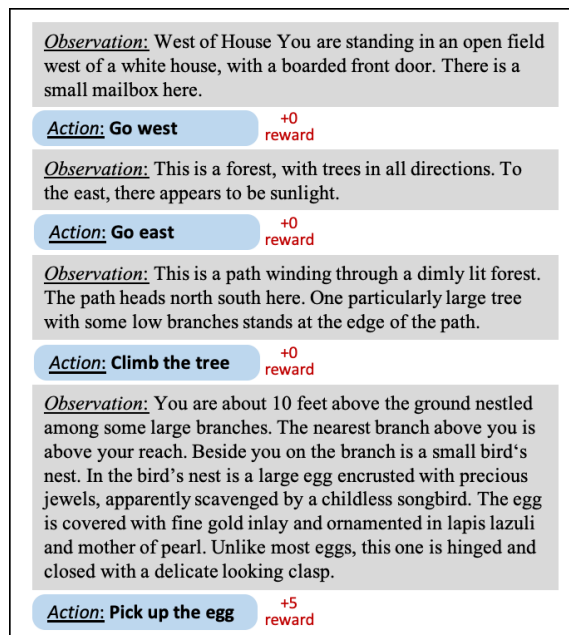 Observation: West of House You are standing in an open field
west of a white house, with a boarded front door. There is a
small mailbox here.
Action: Go west
+0
reward
Observation: This is a forest, with trees in all directions. To
the east, there appears to be sunlight.
Action: Go east
+0
reward
Observation: This is a path winding through a dimly lit forest.
The path heads north south here. One particularly large tree
with some low branches stands at the edge of the path.
Action: Climb the tree
+0
reward
Observation: You are about 10 feet above the ground nestled
among some large branches. The nearest branch above you is
above your reach. Beside you on the branch is a small bird‘s
nest. In the bird’s nest is a large egg encrusted with precious
jewels, apparently scavenged by a childless songbird. The egg
is covered with fine gold inlay and ornamented in lapis lazuli
and mother of pearl. Unlike most eggs, this one is hinged and
closed with a delicate looking clasp.
Action: Pick up the egg
+5
reward